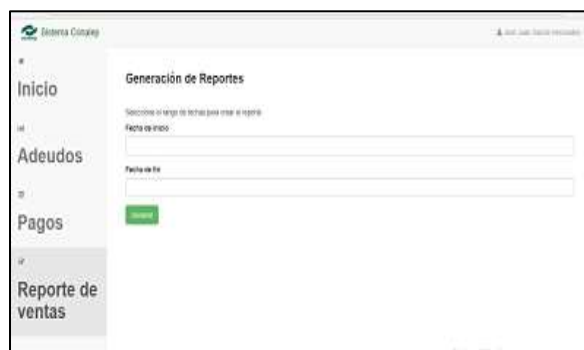 Sistema Conalep
Inicio
Adeudos
Pagos
Reporte de
ventas
Generación de Reportes
Seleccione el rango de fechas para crear el reporte
Fecha de inicio
Fecha de fin
Generar